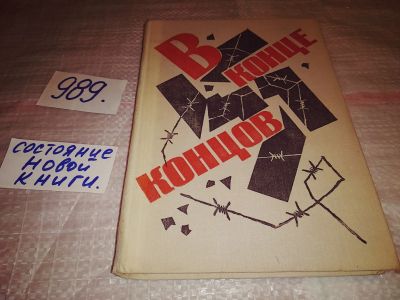 989.
СОСТОЯНИЕ
НОВОЙ
КНИГИ.
В
КОНЦЕ
КОНЦОВ